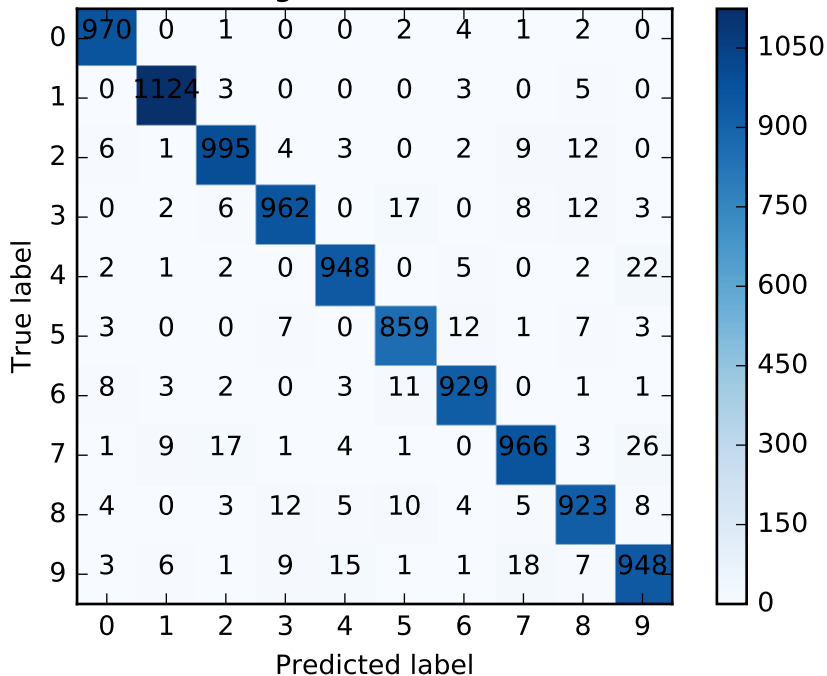 0 970 0 1 0 0 2 4 1 2 0
1 0 1124 3 0 0 0 3 0 5 0
2 6 1 995 4 3 0 2 9 12 0
3 0 2 6 962 0 17 0 8 12 3
4 2 1 2 0 948 0 5 0 2 22
5 3 0 0 7 0 859 12 1 7 3
6 8 3 2 0 3 11 929 0 1 1
7 1 9 17 1 4 1 0 966 3 26
8 4 0 3 12 5 10 4 5 923 8
9 3 6 1 9 15 1 1 18 7 948
0 1 2 3 4 5 6 7 8 9
Predicted label
True label
1050
900
750
600
450
300
150
0